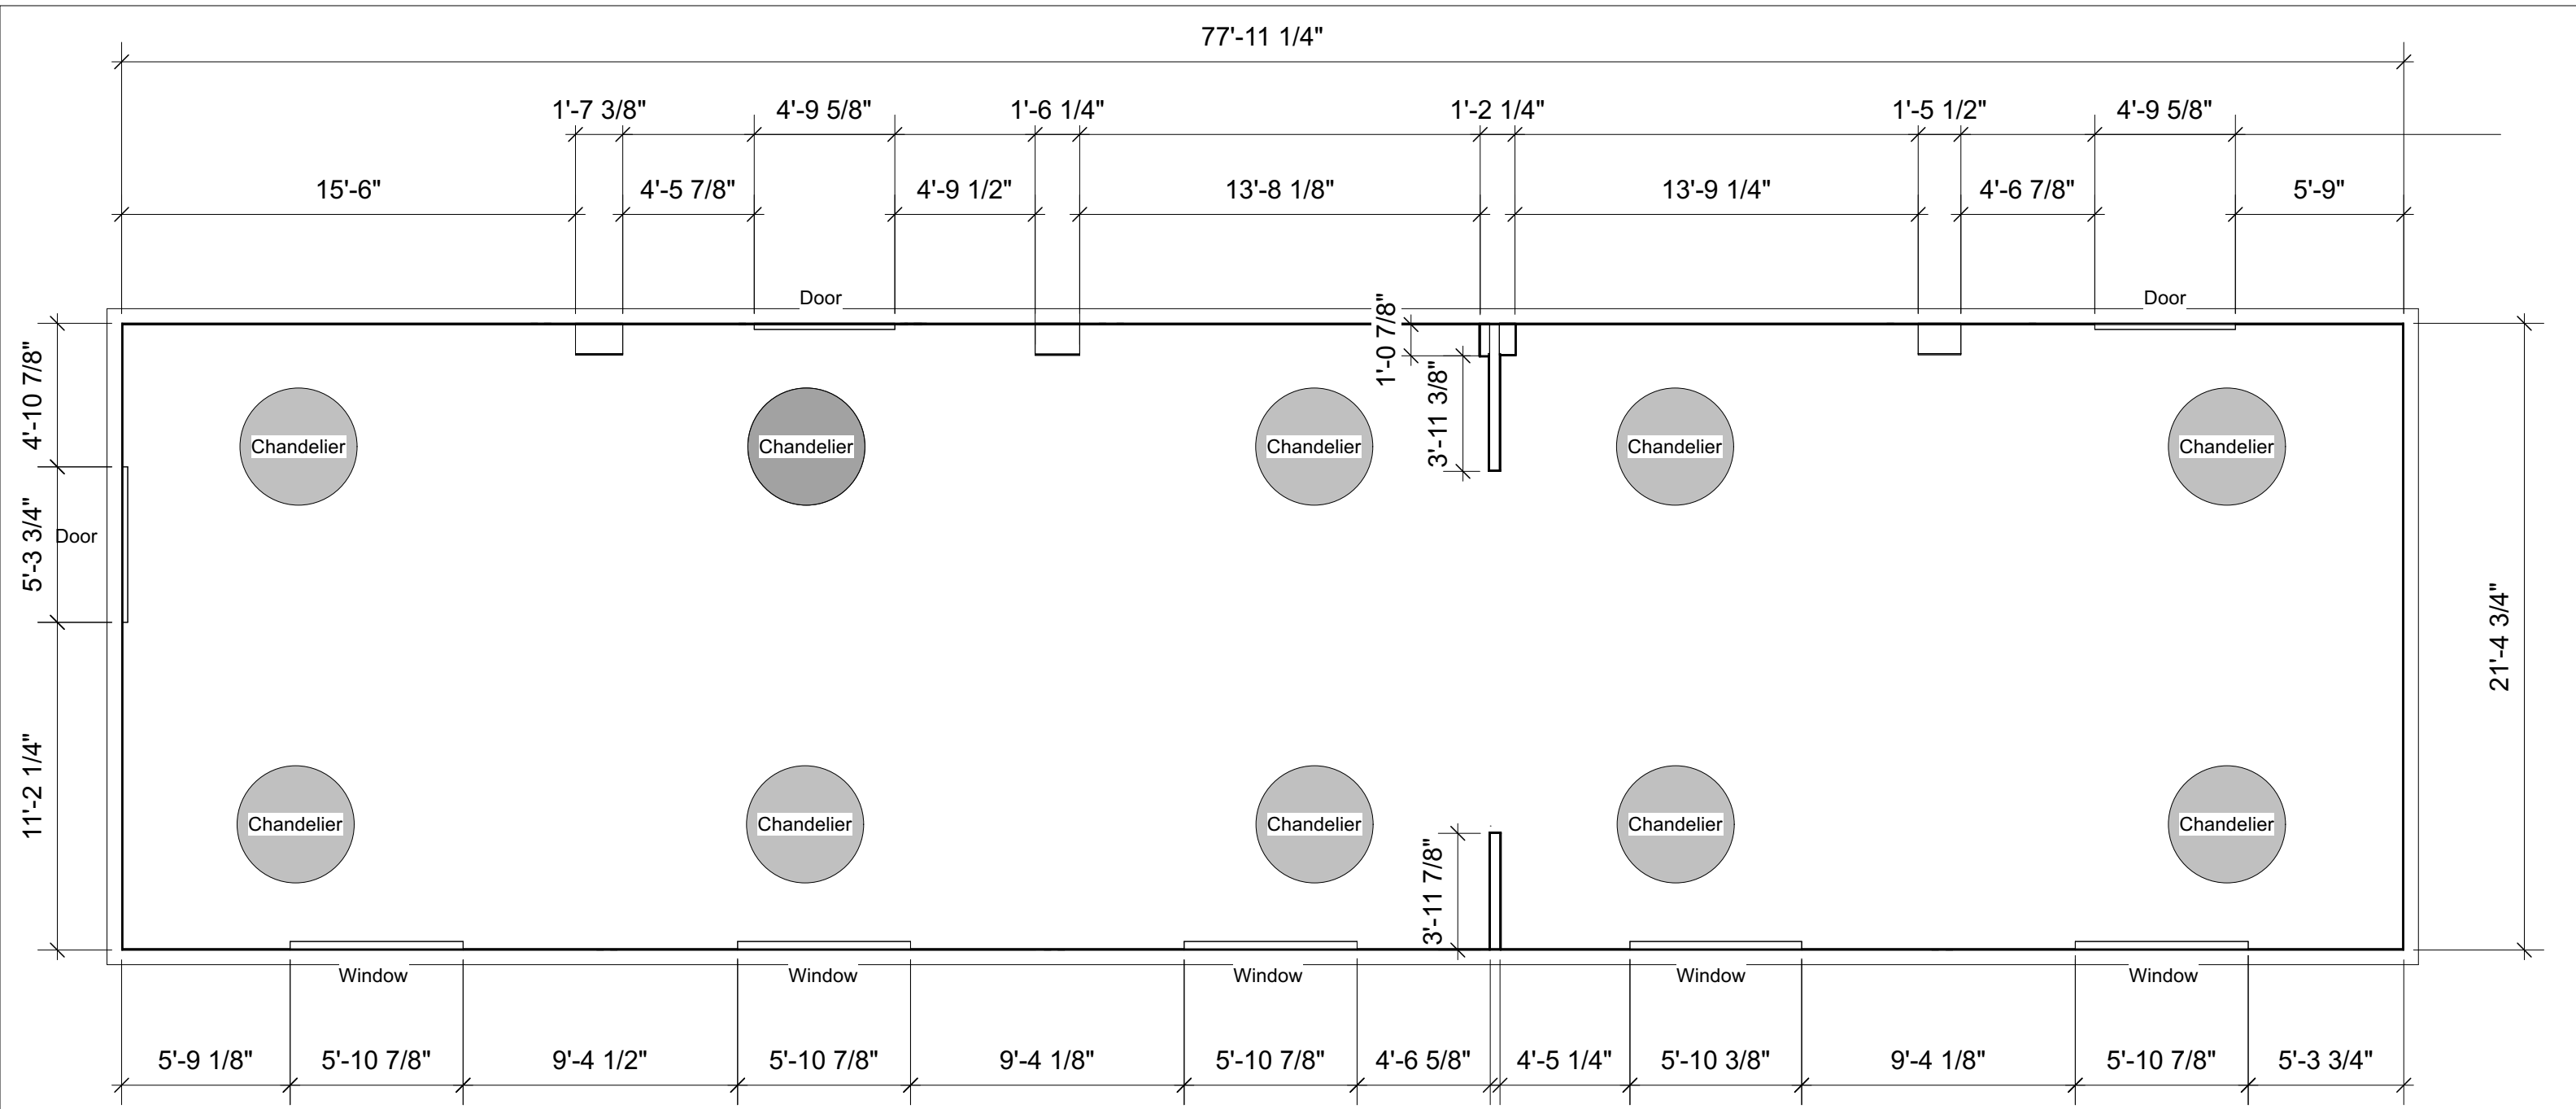 77'-11 1/4"
1'-7 3/8" 4'-9 5/8" 1'-6 1/4" 1'-2 1/4" 1'-5 1/2" 4'-9 5/8"
15'-6" 4'-5 7/8" 4'-9 1/2" 13'-8 1/8" 13'-9 1/4" 4'-6 7/8" 5'-9"
Door Door
1'-0 7/8"
4'-10 7/8"
3'-11 3/8"
Chandelier Chandelier Chandelier Chandelier Chandelier
5'-3 3/4"
Door
21'-4 3/4"
11'-2 1/4"
Chandelier Chandelier Chandelier Chandelier Chandelier
3'-11 7/8"
Window Window Window Window Window
5'-9 1/8" 5'-10 7/8" 9'-4 1/2" 5'-10 7/8" 9'-4 1/8" 5'-10 7/8" 4'-6 5/8" 4'-5 1/4" 5'-10 3/8" 9'-4 1/8" 5'-10 7/8" 5'-3 3/4"